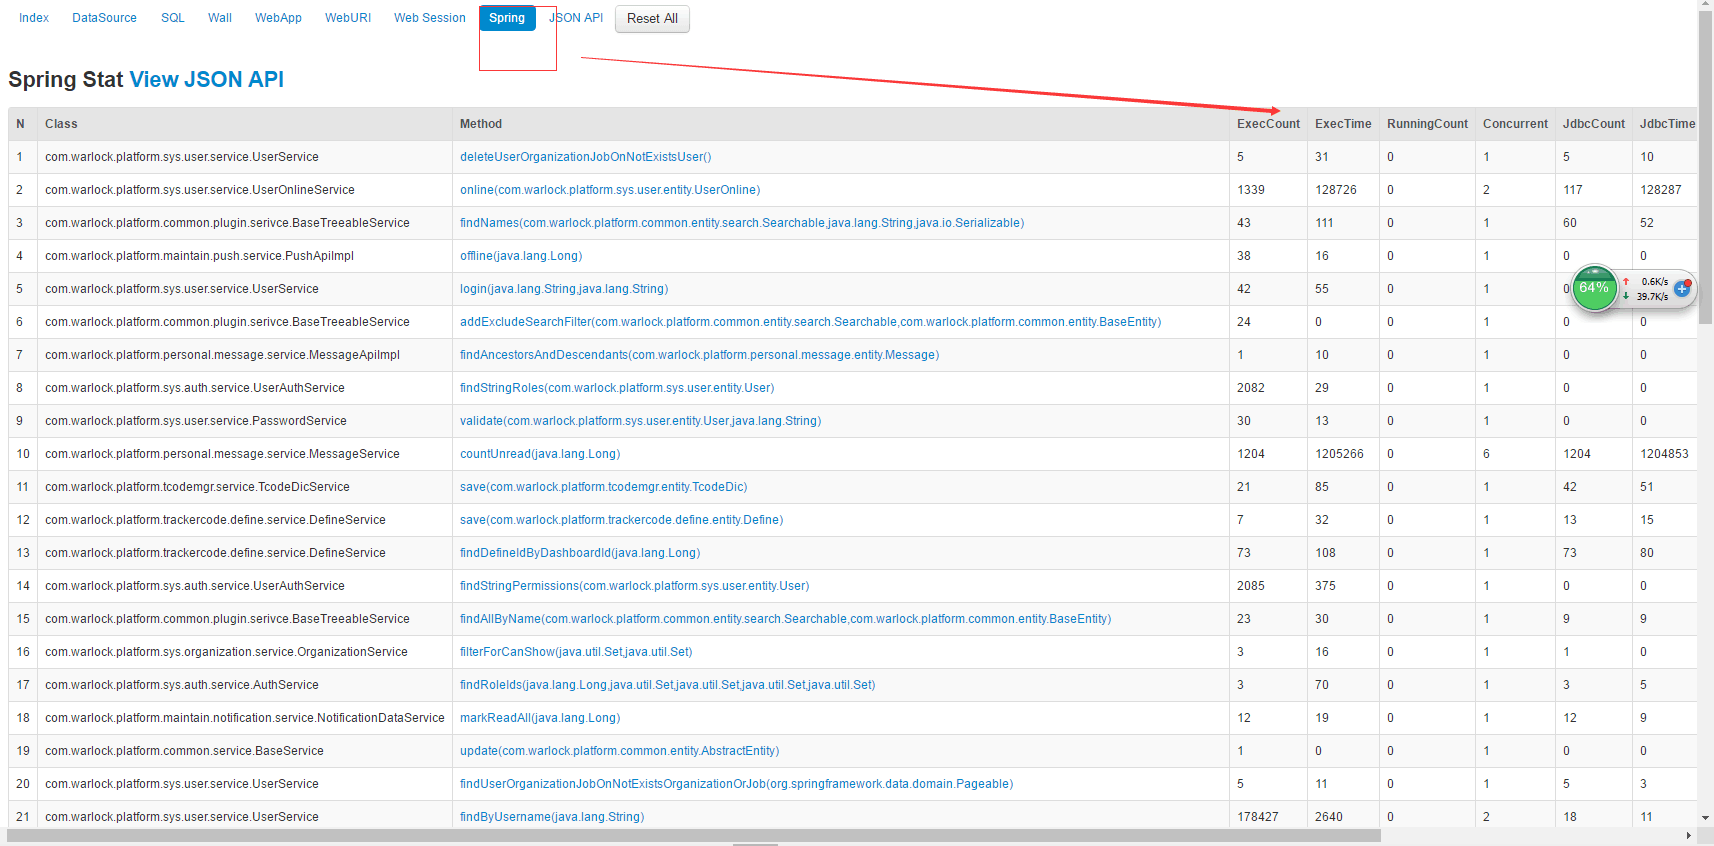 Index DataSource SQL Wall WebApp WebURI Web Session Spring JSON API Reset All
Spring Stat View JSON API
N Class Method ExecCount ExecTime RunningCount Concurrent JdbcCount JdbcTime
1 com.warlock.platform.sys.user.service.UserService deleteUserOrganizationJobOnNotExistsUser() 5 31 0 1 5 10
2 com.warlock.platform.sys.user.service.UserOnlineService online(com.warlock.platform.sys.user.entity.UserOnline) 1339 128726 0 2 117 128287
3 com.warlock.platform.common.plugin.serivce.BaseTreeableService findNames(com.warlock.platform.common.entity.search.Searchable,java.lang.String,java.io.Serializable) 43 111 0 1 60 52
4 com.warlock.platform.maintain.push.service.PushApiImpl offline(java.lang.Long) 38 16 0 1 0 0
5 com.warlock.platform.sys.user.service.UserService login(java.lang.String,java.lang.String) 42 55 0 1 0
64% 0.6K/s
39.7K/s
6 com.warlock.platform.common.plugin.serivce.BaseTreeableService addExcludeSearchFilter(com.warlock.platform.common.entity.search.Searchable,com.warlock.platform.common.entity.BaseEntity) 24 0 0 1 0 0
7 com.warlock.platform.personal.message.service.MessageApiImpl findAncestorsAndDescendants(com.warlock.platform.personal.message.entity.Message) 1 10 0 1 0 0
8 com.warlock.platform.sys.auth.service.UserAuthService findStringRoles(com.warlock.platform.sys.user.entity.User) 2082 29 0 1 0 0
9 com.warlock.platform.sys.user.service.PasswordService validate(com.warlock.platform.sys.user.entity.User,java.lang.String) 30 13 0 1 0 0
10 com.warlock.platform.personal.message.service.MessageService countUnread(java.lang.Long) 1204 1205266 0 6 1204 1204853
11 com.warlock.platform.tcodemgr.service.TcodeDicService save(com.warlock.platform.tcodemgr.entity.TcodeDic) 21 85 0 1 42 51
12 com.warlock.platform.trackercode.define.service.DefineService save(com.warlock.platform.trackercode.define.entity.Define) 7 32 0 1 13 15
13 com.warlock.platform.trackercode.define.service.DefineService findDefineIdByDashboardId(java.lang.Long) 73 108 0 1 73 80
14 com.warlock.platform.sys.auth.service.UserAuthService findStringPermissions(com.warlock.platform.sys.user.entity.User) 2085 375 0 1 0 0
15 com.warlock.platform.common.plugin.serivce.BaseTreeableService findAllByName(com.warlock.platform.common.entity.search.Searchable,com.warlock.platform.common.entity.BaseEntity) 23 30 0 1 9 9
16 com.warlock.platform.sys.organization.service.OrganizationService filterForCanShow(java.util.Set,java.util.Set) 3 16 0 1 1 0
17 com.warlock.platform.sys.auth.service.AuthService findRoleIds(java.lang.Long,java.util.Set,java.util.Set,java.util.Set,java.util.Set) 3 70 0 1 3 5
18 com.warlock.platform.maintain.notification.service.NotificationDataService markReadAll(java.lang.Long) 12 19 0 1 12 9
19 com.warlock.platform.common.service.BaseService update(com.warlock.platform.common.entity.AbstractEntity) 1 0 0 1 0 0
20 com.warlock.platform.sys.user.service.UserService findUserOrganizationJobOnNotExistsOrganizationOrJob(org.springframework.data.domain.Pageable) 5 11 0 1 5 3
21 com.warlock.platform.sys.user.service.UserService findByUsername(java.lang.String) 178427 2640 0 2 18 11